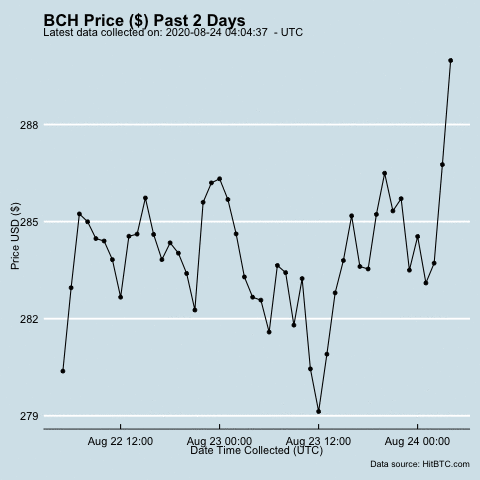 BCH Price ($) Past 2 Days
Latest data collected on: 2020-08-24 04:04:37 - UTC
288
285
282
279
Price USD ($)
Aug 22 12:00 Aug 23 00:00 Aug 23 12:00 Aug 24 00:00
Date Time Collected (UTC)
Data source: HitBTC.com